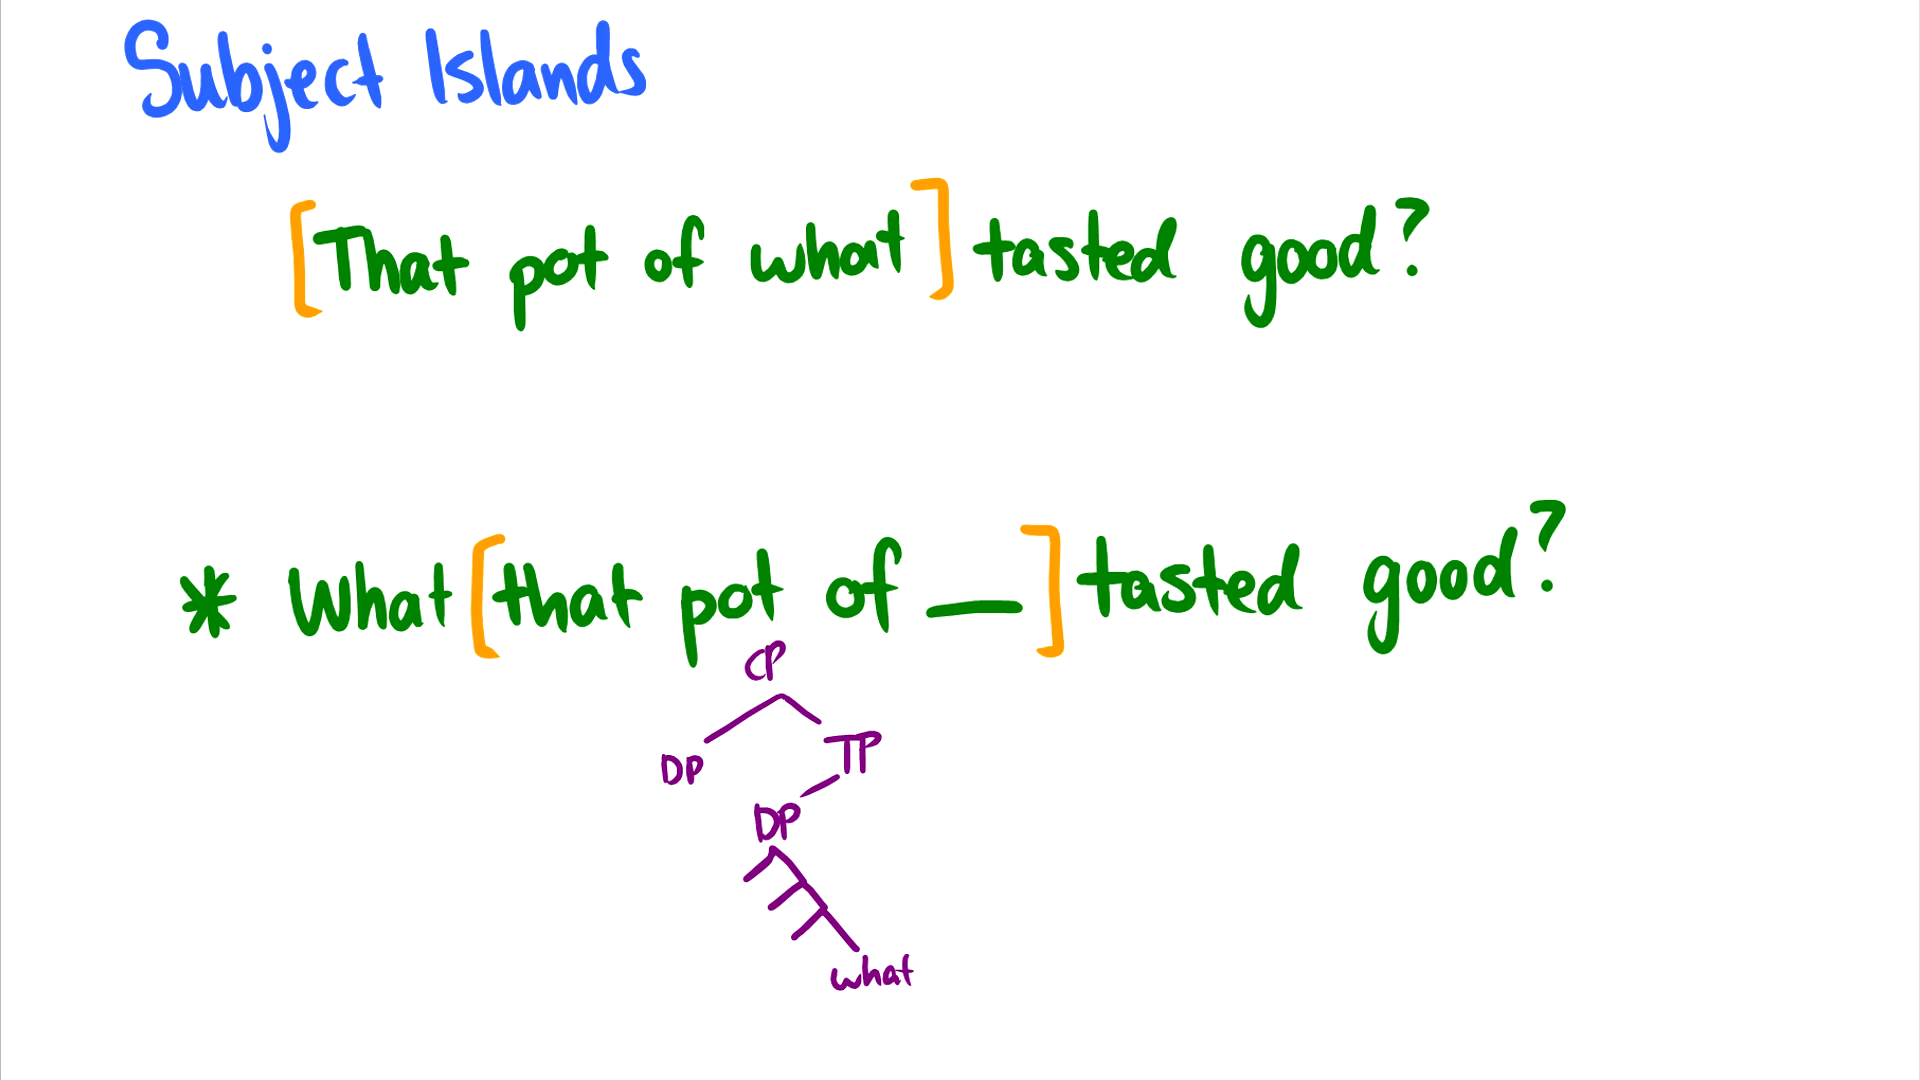 Subject Islands
[That pot of what] tasted good?
* What [that pot of __] tasted good?
CP
DP TP
DP
what